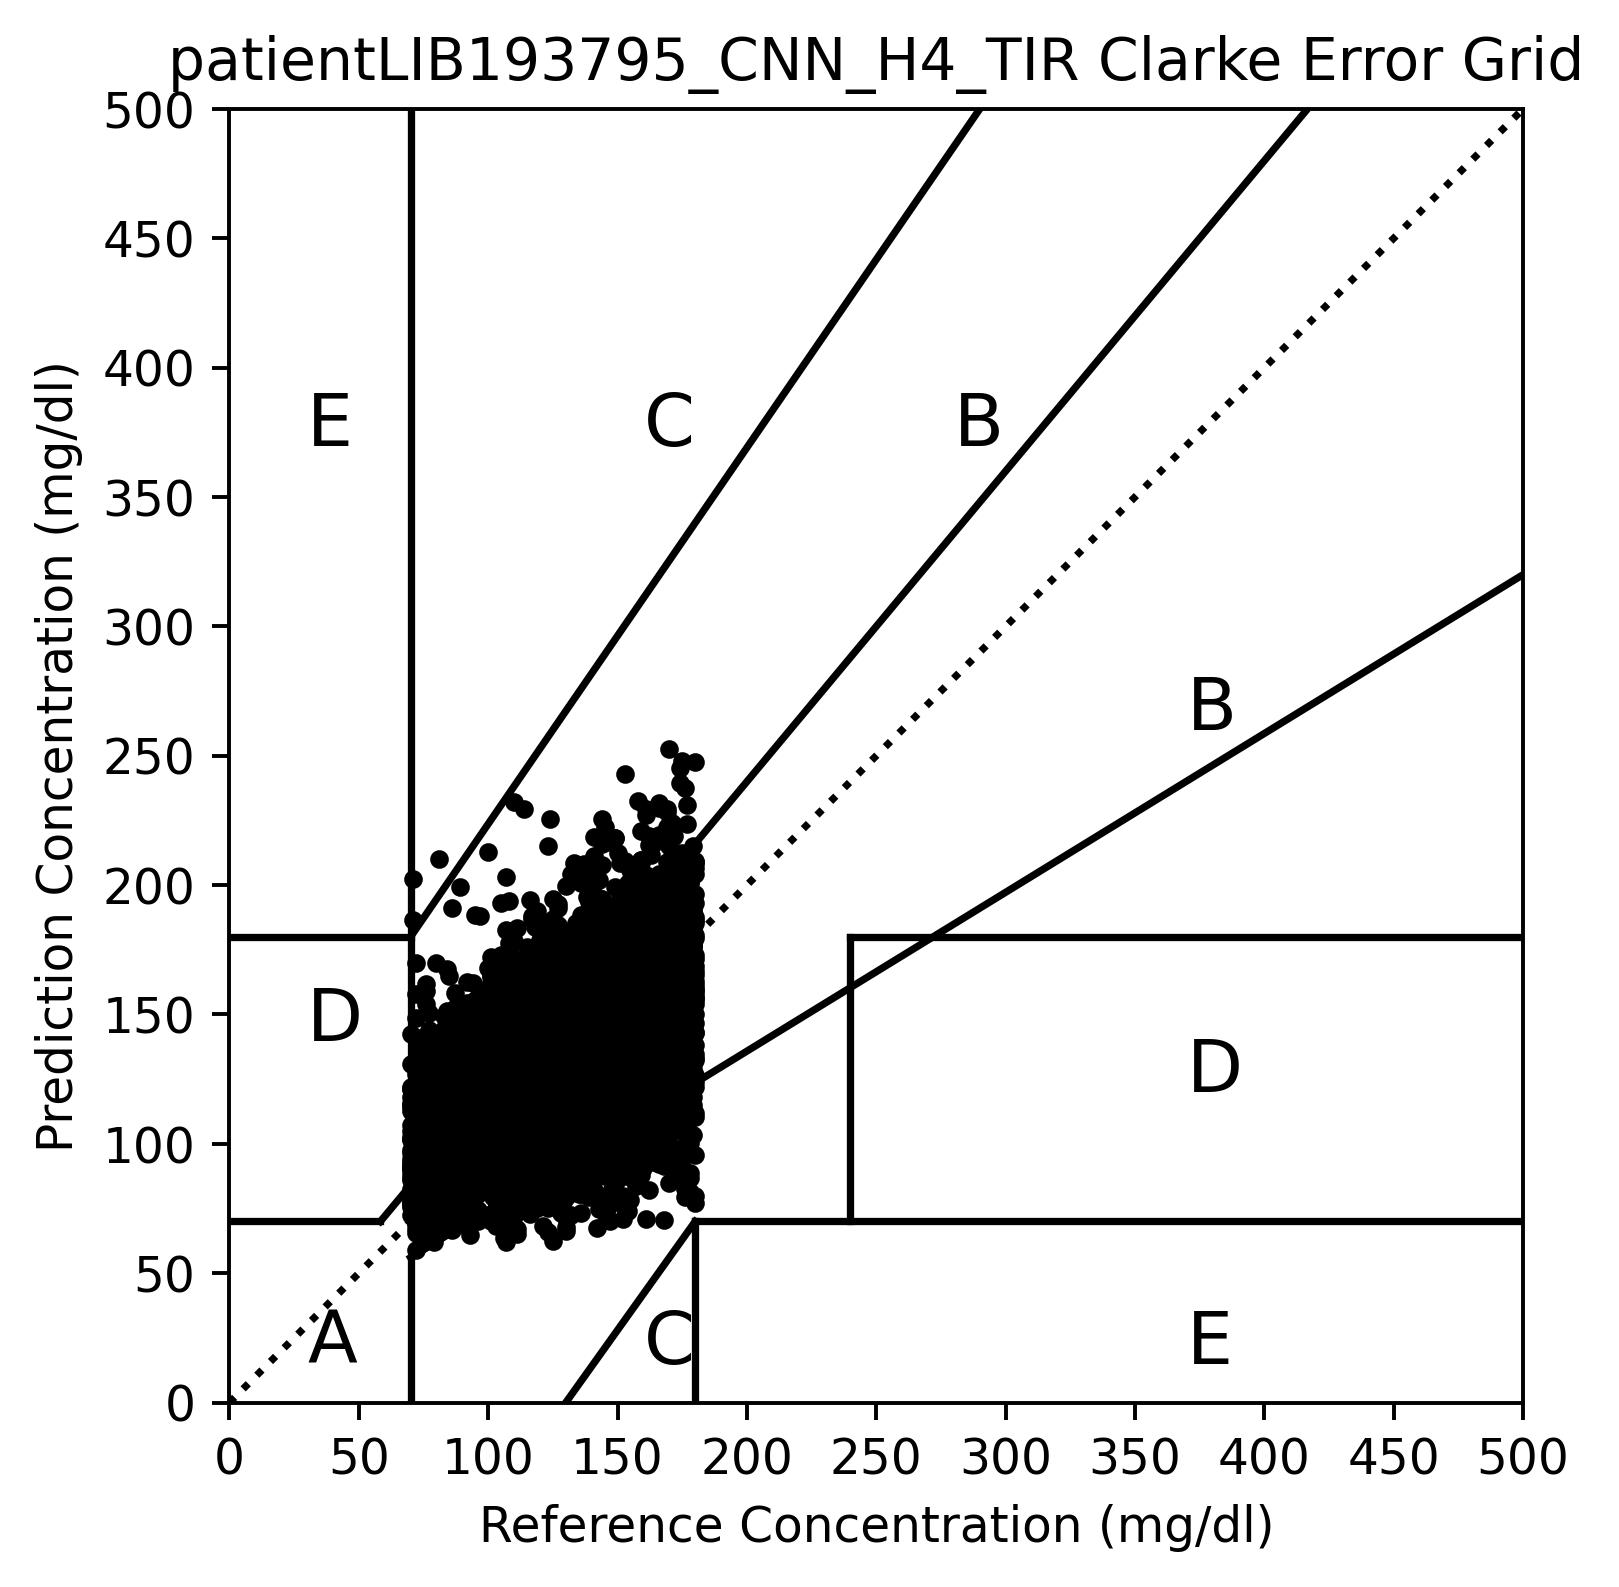 patientLIB193795_CNN_H4_TIR Clarke Error Grid
500
450
400
350
300
250
200
150
100
50
0
Prediction Concentration (mg/dl)
E
C
B
B
D
D
A
C
E
0 50 100 150 200 250 300 350 400 450 500
Reference Concentration (mg/dl)